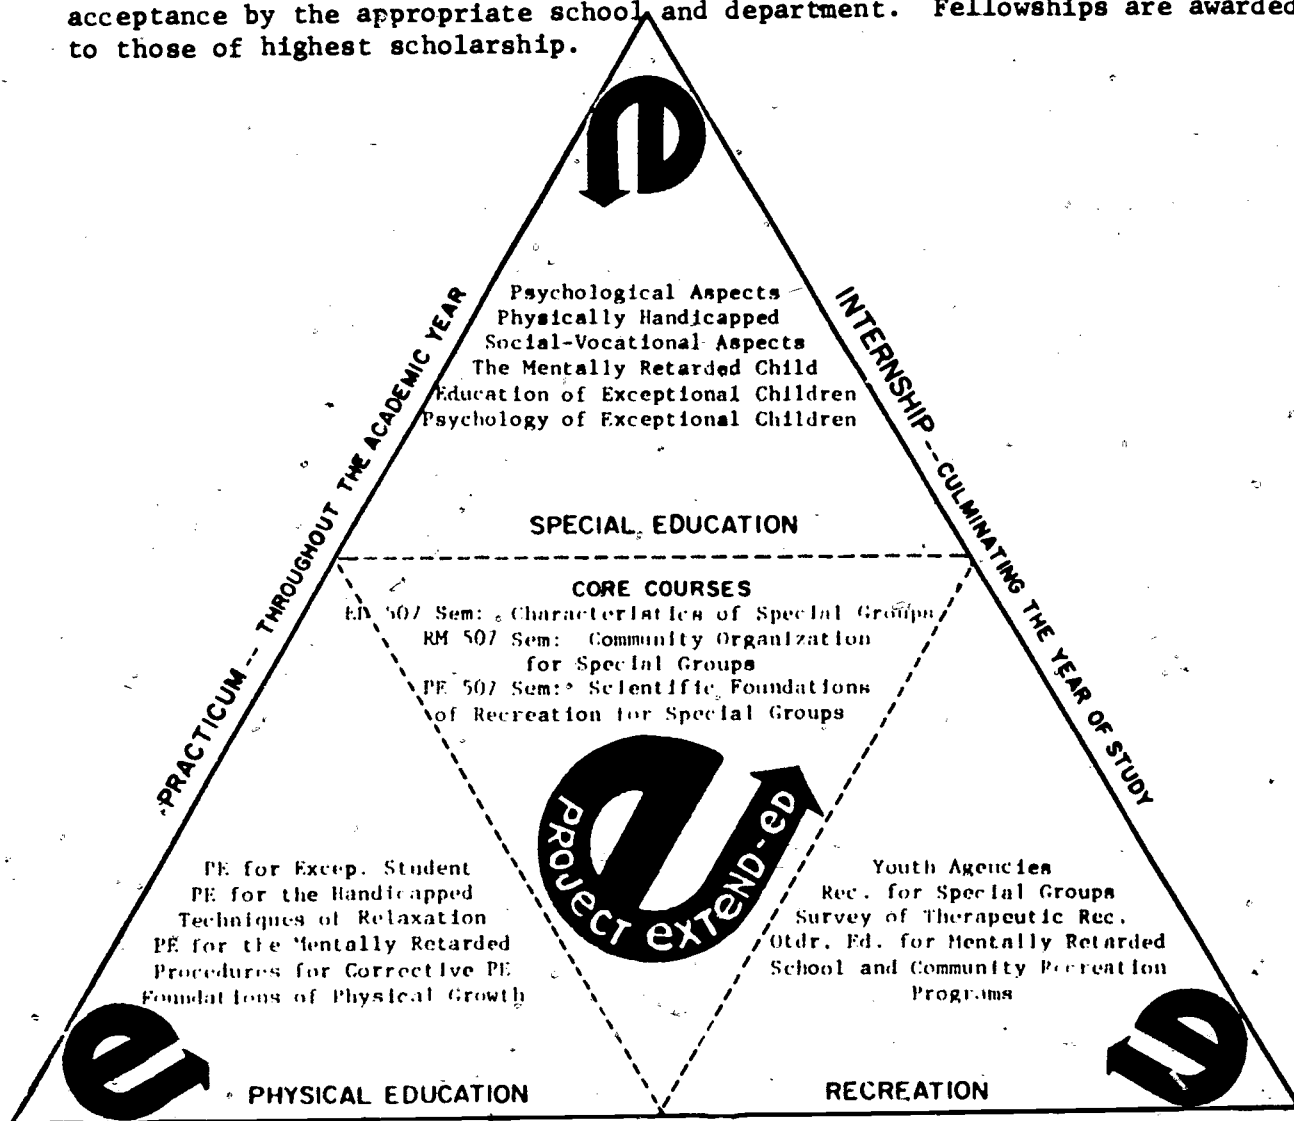 acceptance by the appropriate school and department. Fellowships are awarded
to those of highest scholarship.
PRACTICUM -- THROUGHOUT THE ACADEMIC YEAR
INTERNSHIP -- CULMINATING THE YEAR OF STUDY
Psychological Aspects
Physically Handicapped
Social-Vocational Aspects
The Mentally Retarded Child
Education of Exceptional Children
Psychology of Exceptional Children
SPECIAL EDUCATION
CORE COURSES
ED 507 Sem: Characteristics of Special Groups
RM 507 Sem: Community Organization
for Special Groups
PE 507 Sem: Scientific Foundations
of Recreation for Special Groups
PROJECT EXTEND-ED
PE for Excep. Student
PE for the Handicapped
Techniques of Relaxation
PE for the Mentally Retarded
Procedures for Corrective PE
Foundations of Physical Growth
PHYSICAL EDUCATION
Youth Agencies
Rec. for Special Groups
Survey of Therapeutic Rec.
Otdr. Ed. for Mentally Retarded
School and Community Recreation
Programs
RECREATION